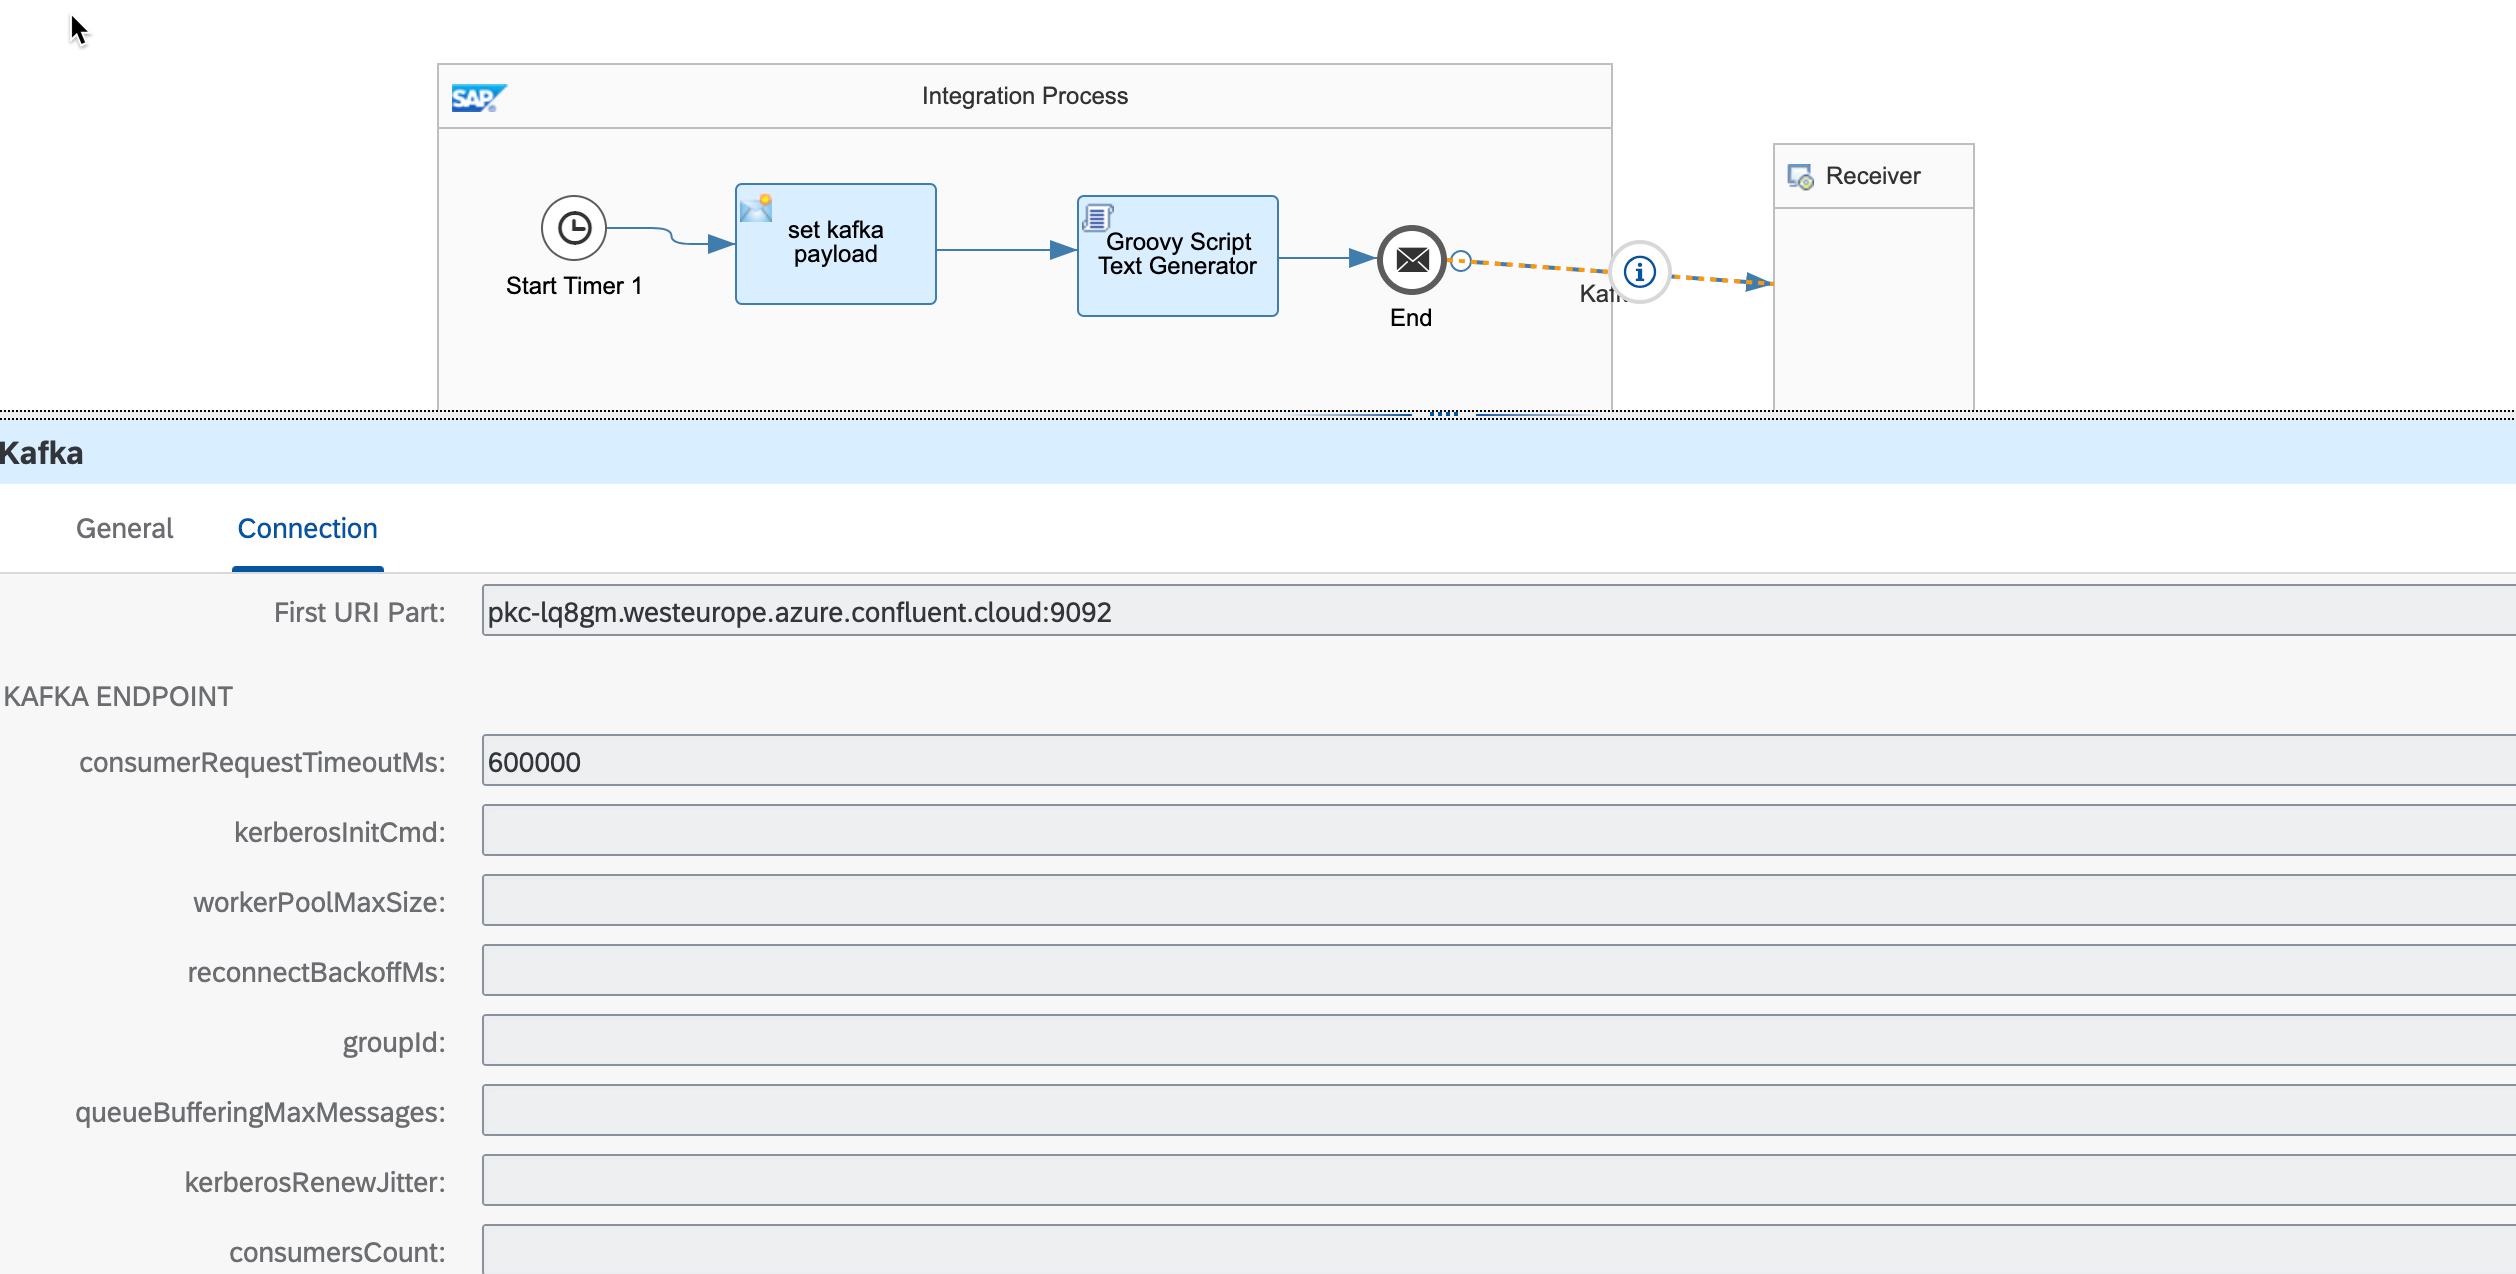 SAP
Integration Process
Receiver
set kafka
payload
Groovy Script
Text Generator
Start Timer 1
End
Kafka
General
Connection
First URI Part:
pkc-lq8gm.westeurope.azure.confluent.cloud:9092
KAFKA ENDPOINT
consumerRequestTimeoutMs:
600000
kerberosInitCmd:
workerPoolMaxSize:
reconnectBackoffMs:
groupId:
queueBufferingMaxMessages:
kerberosRenewJitter:
consumersCount: